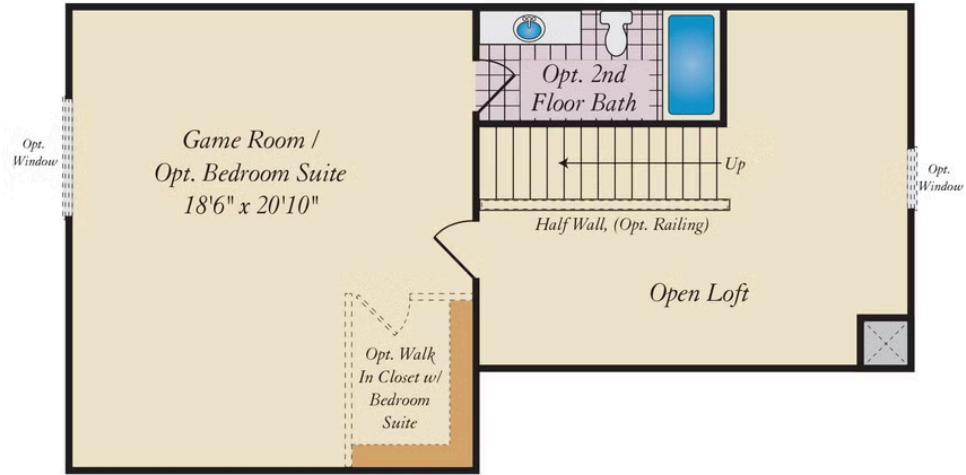 Opt. 2nd
Floor Bath
Opt.
Window
Game Room /
Opt. Bedroom Suite
18'6" x 20'10"
Up
Opt.
Window
Half Wall, (Opt. Railing)
Open Loft
Opt. Walk
In Closet w/
Bedroom
Suite